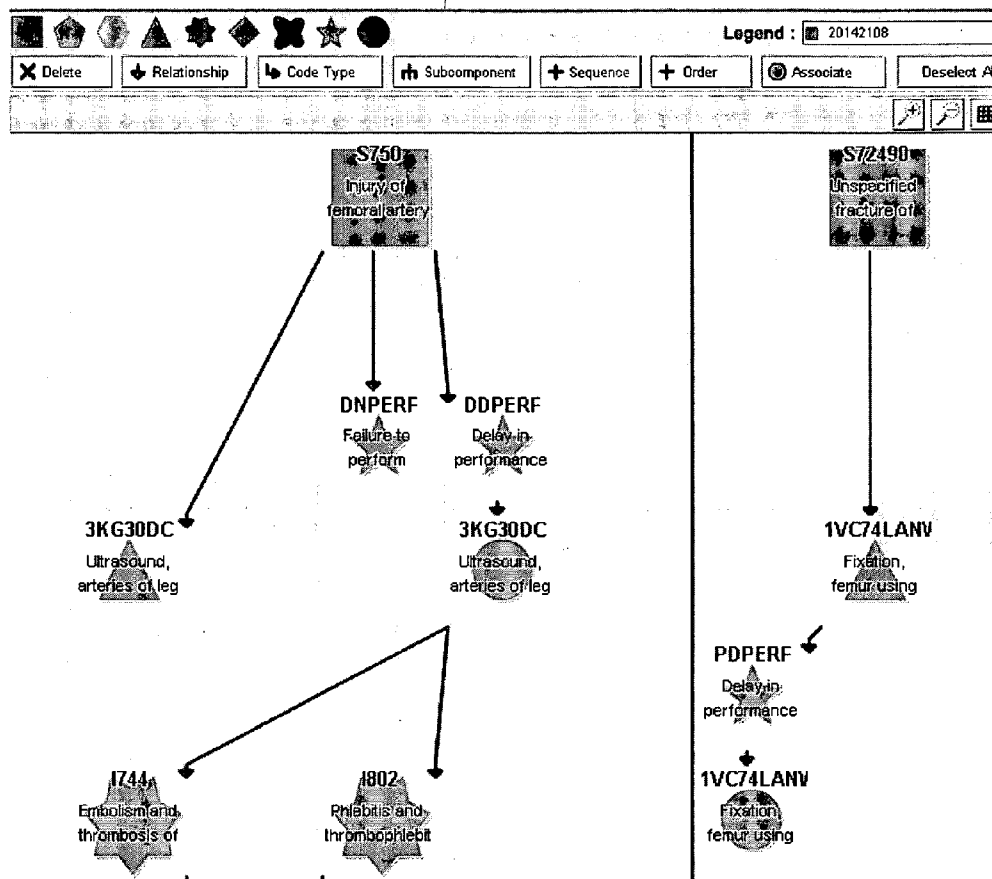 Legend : 20142108
Delete
Relationship
Code Type
Subcomponent
Sequence
Order
Associate
Deselect Al
S750
Injury of
femoral artery
S72490
Unspecified
fracture of
DNPERF
Failure to
perform
DDPERF
Delay in
performance
3KG30DC
Ultrasound,
arteries of leg
3KG30DC
Ultrasound,
arteries of leg
1VC74LANV
Fixation,
femur using
PDPERF
Delay in
performance
I744
Embolism and
thrombosis of
I802
Phlebitis and
thrombophlebit
1VC74LANV
Fixation
femur using